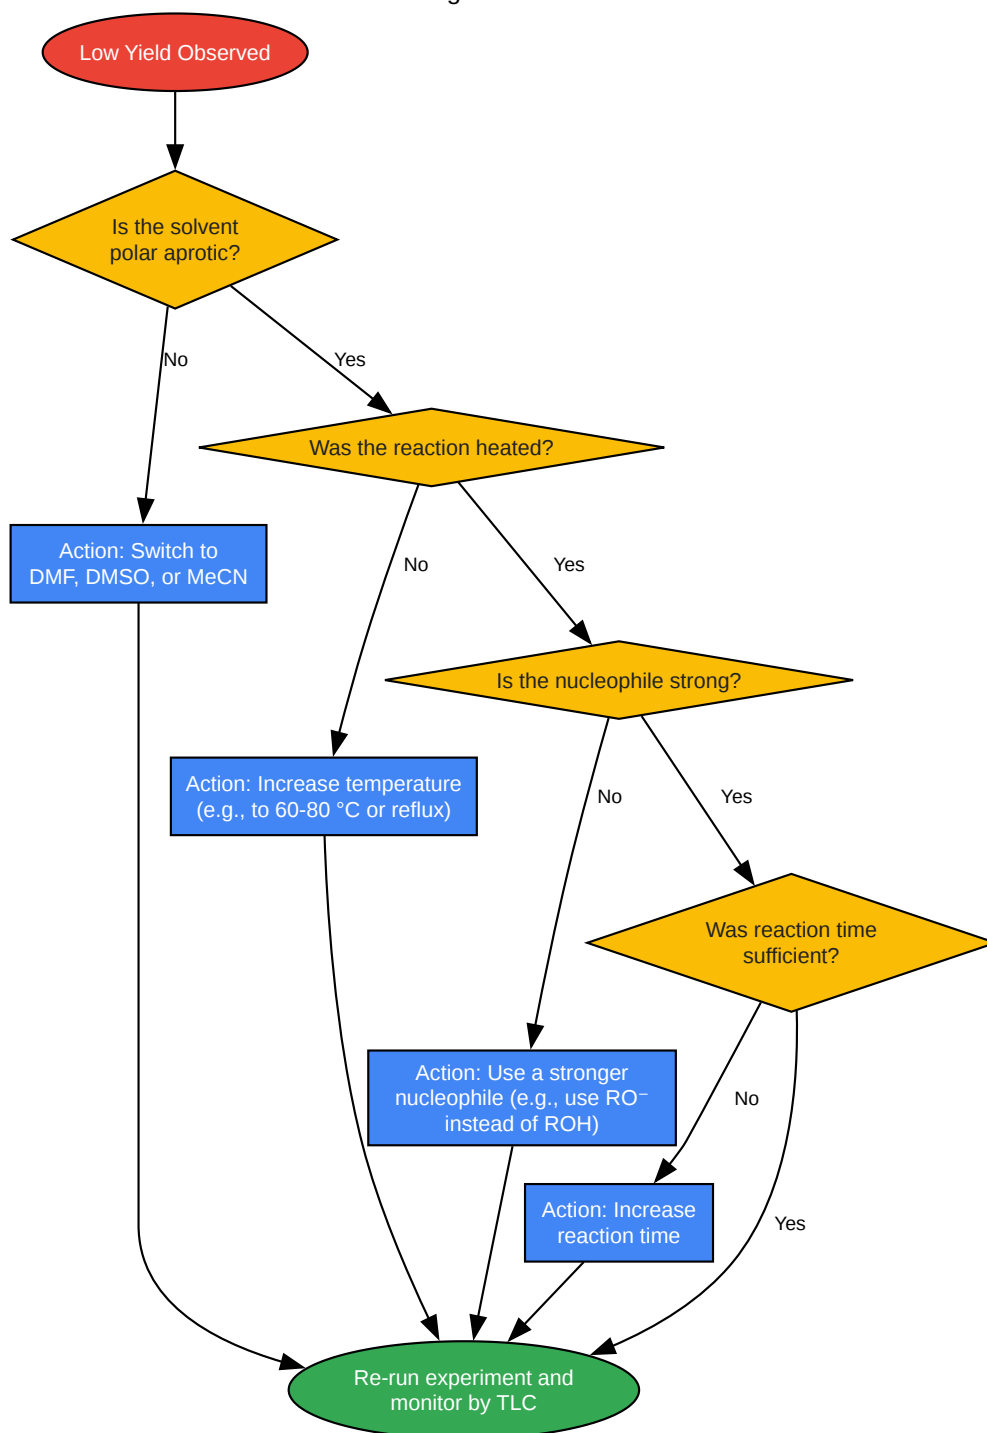 Low Yield Observed
Is the solvent
polar aprotic?
No
Yes
Was the reaction heated?
Action: Switch to
DMF, DMSO, or MeCN
No
Yes
Is the nucleophile strong?
Action: Increase temperature
(e.g., to 60-80 °C or reflux)
No
Yes
Was reaction time
sufficient?
Action: Use a stronger
nucleophile (e.g., use RO⁻
instead of ROH)
No
Action: Increase
reaction time
Yes
Re-run experiment and
monitor by TLC